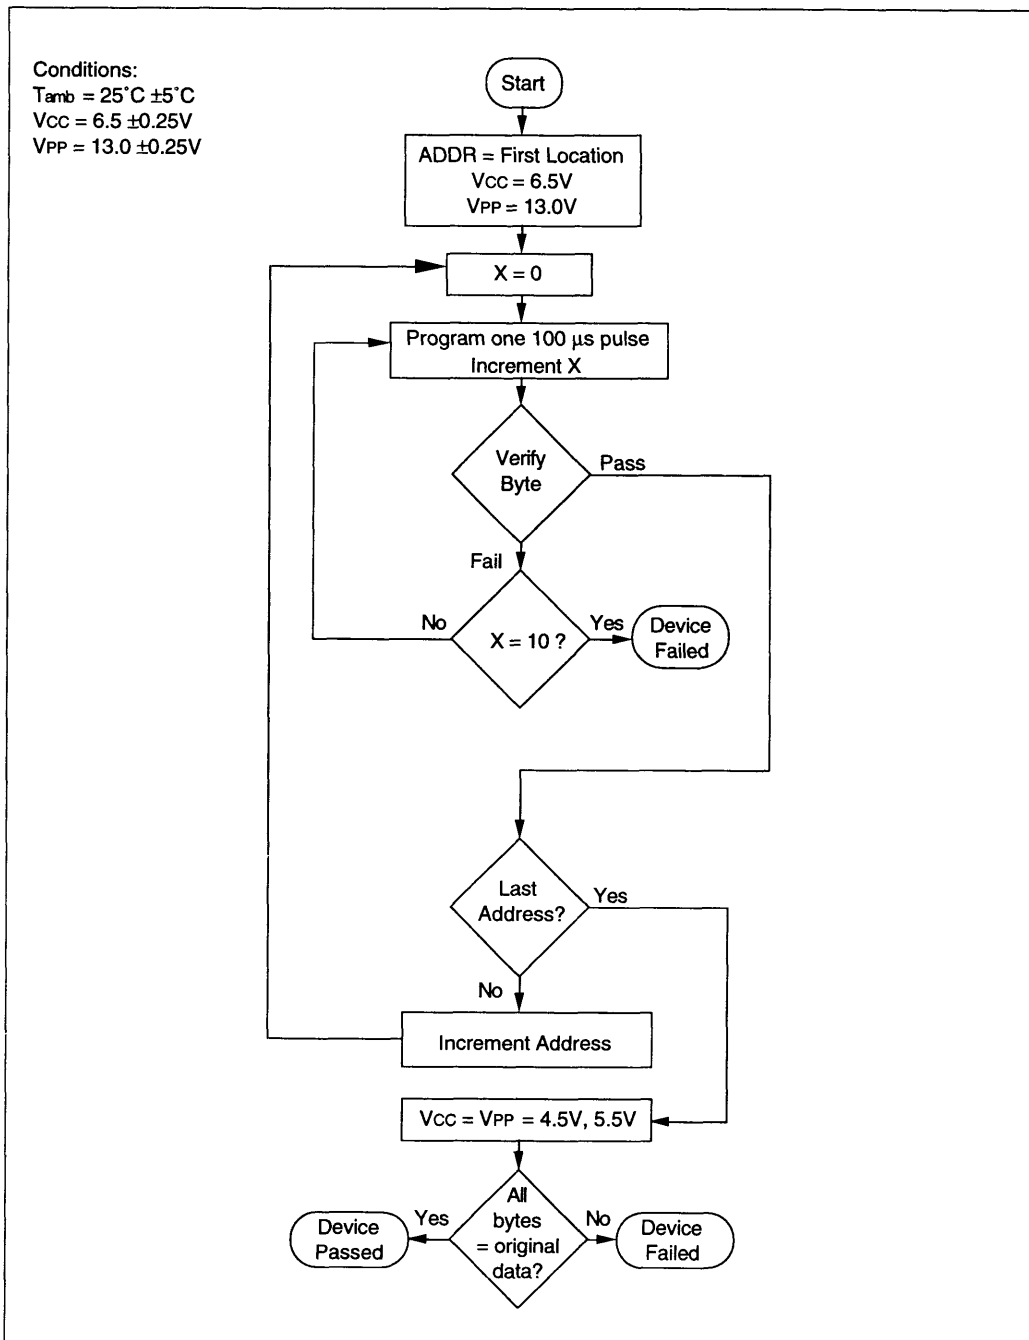 Conditions:
Tamb = 25˚C ±5˚C
VCC = 6.5 ±0.25V
VPP = 13.0 ±0.25V
Start
ADDR = First Location
VCC = 6.5V
VPP = 13.0V
X = 0
Program one 100 µs pulse
Increment X
Verify
Byte
Pass
Fail
X = 10 ?
No
Yes
Device
Failed
Last
Address?
Yes
No
Increment Address
VCC = VPP = 4.5V, 5.5V
All
bytes
= original
data?
Yes
Device
Passed
No
Device
Failed